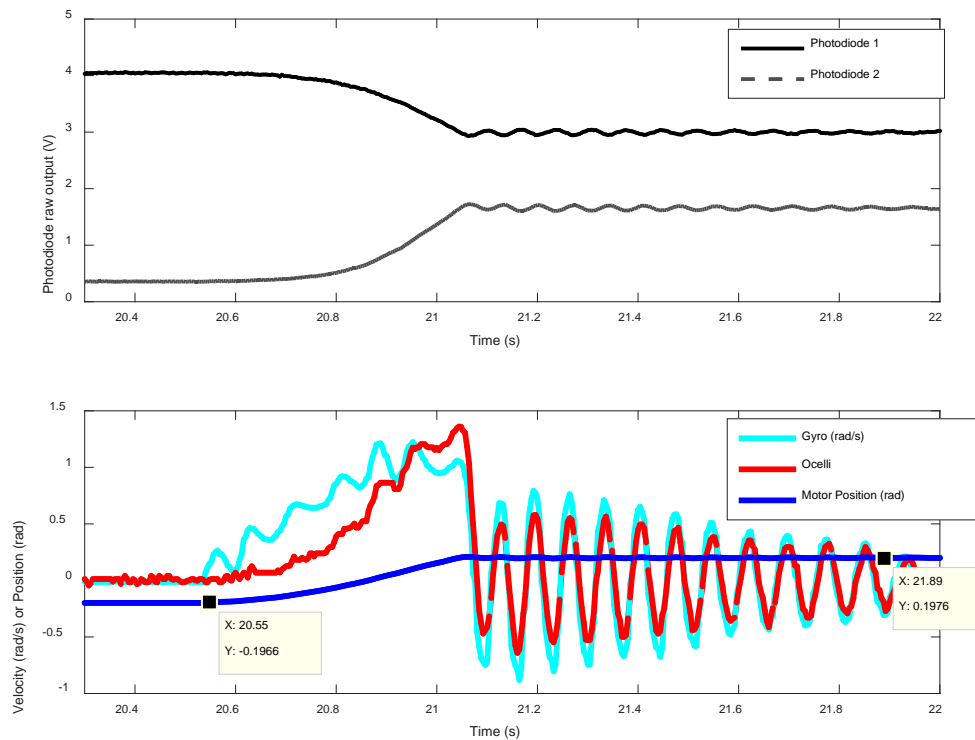 5
4
3
2
1
0
Photodiode raw output (V)
Photodiode 1
Photodiode 2
20.4 20.6 20.8 21 21.2 21.4 21.6 21.8 22
Time (s)
1.5
1
0.5
0
-0.5
-1
Velocity (rad/s) or Position (rad)
Gyro (rad/s)
Ocelli
Motor Position (rad)
X: 21.89
Y: 0.1976
X: 20.55
Y: -0.1966
20.4 20.6 20.8 21 21.2 21.4 21.6 21.8 22
Time (s)